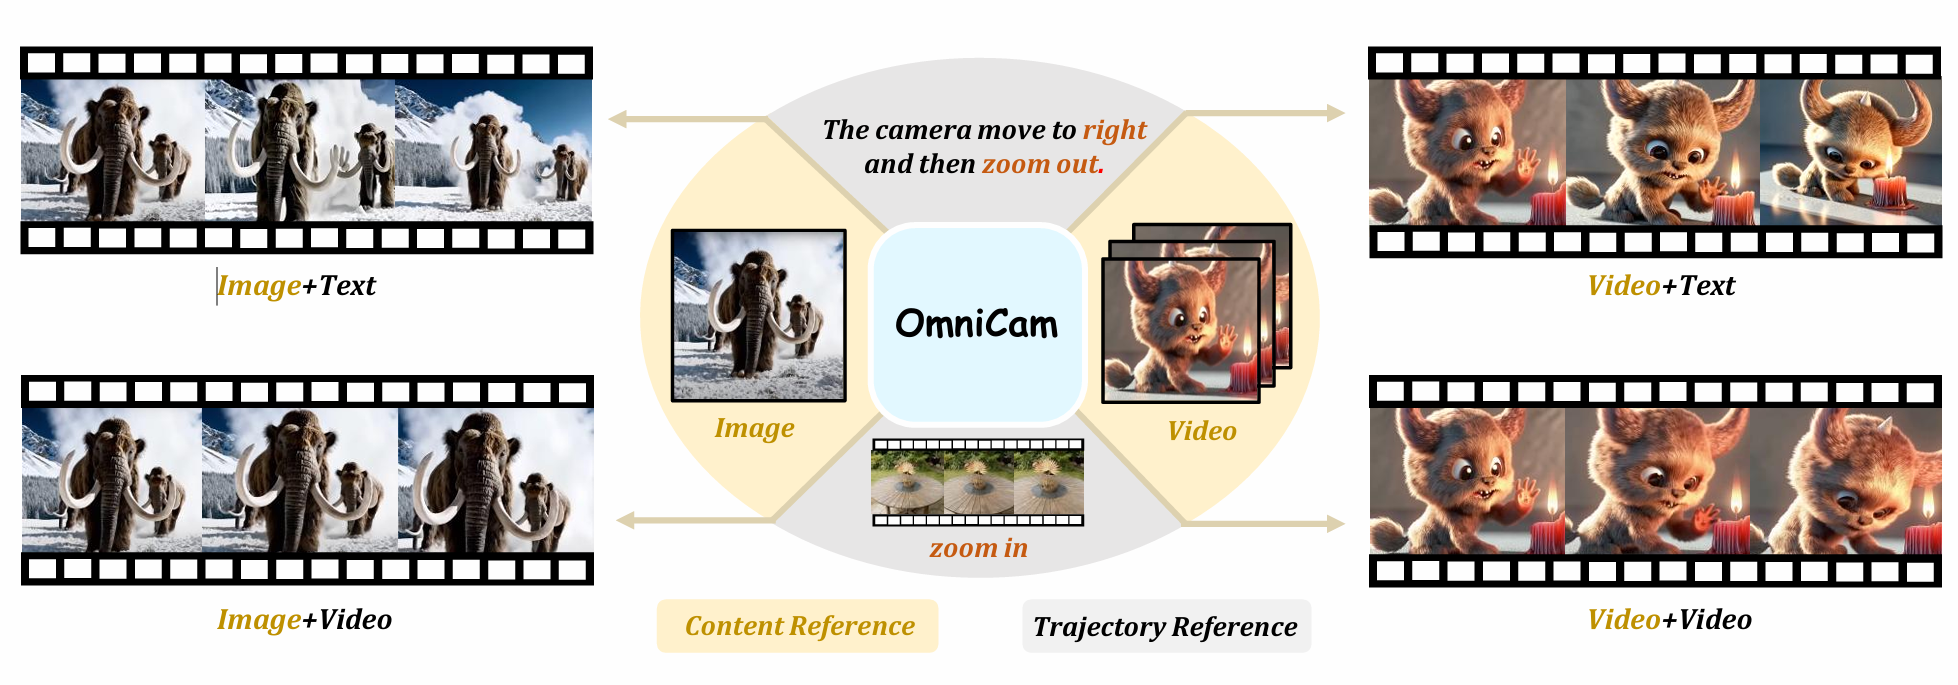 The camera move to right
and then zoom out.
Image+Text
Video+Text
OmniCam
Image
Video
zoom in
Image+Video
Video+Video
Content Reference
Trajectory Reference